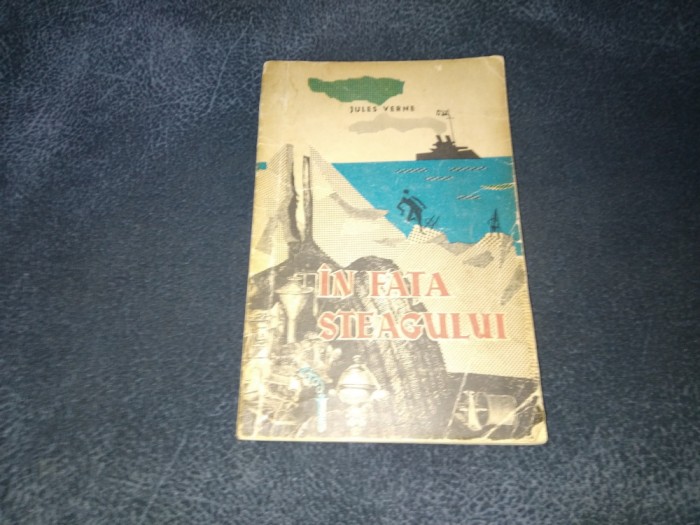 JULES VERNE
ÎN FAȚA
STEAGULUI